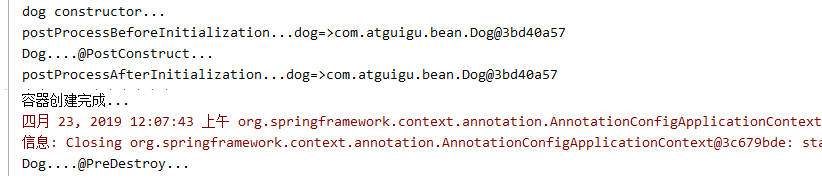 dog constructor...
postProcessBeforeInitialization...dog=>com.atguigu.bean.Dog@3bd40a57
Dog....@PostConstruct...
postProcessAfterInitialization...dog=>com.atguigu.bean.Dog@3bd40a57
容器创建完成...
四月 23, 2019 12:07:43 上午 org.springframework.context.annotation.AnnotationConfigApplicationContext
信息: Closing org.springframework.context.annotation.AnnotationConfigApplicationContext@3c679bde: sta
Dog....@PreDestroy...